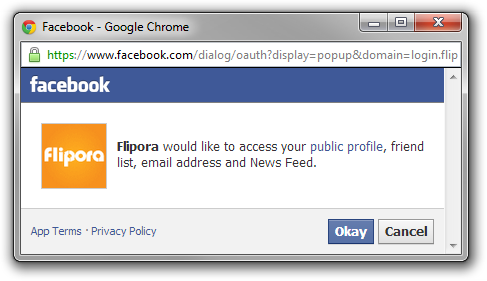 Facebook - Google Chrome
https://www.facebook.com/dialog/oauth?display=popup&domain=login.flip
facebook
Flipora
Flipora would like to access your public profile, friend
list, email address and News Feed.
App Terms · Privacy Policy
Okay
Cancel